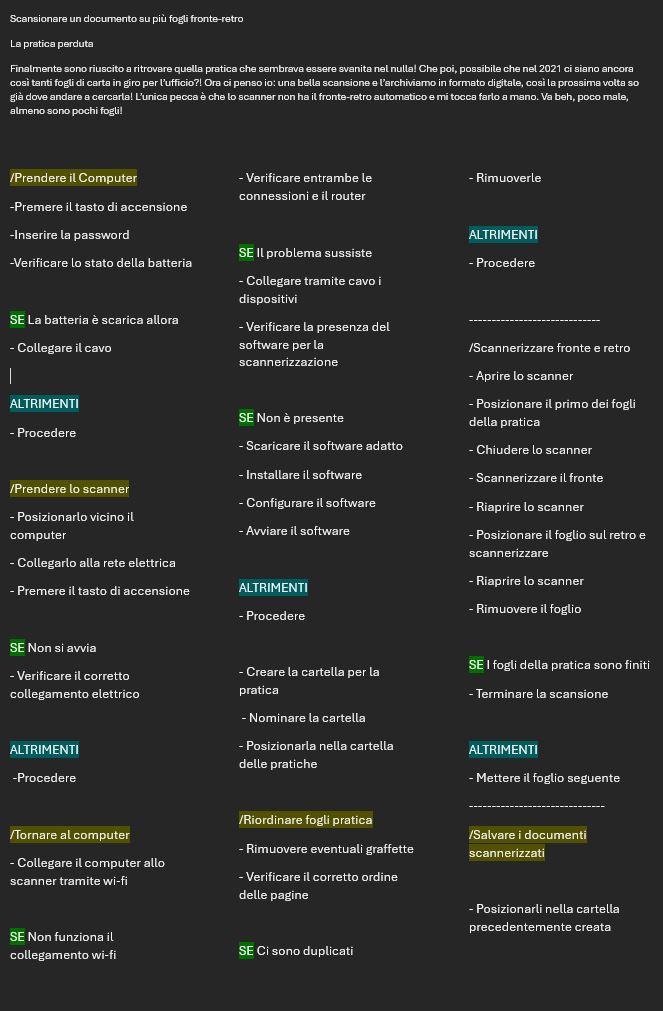 Scansionare un documento su più fogli fronte-retro
La pratica perduta
Finalmente sono riuscito a ritrovare quella pratica che sembrava essere svanita nel nulla! Che poi, possibile che nel 2021 ci siano ancora
così tanti fogli di carta in giro per l'ufficio?! Ora ci penso io: una bella scansione e l'archiviamo in formato digitale, così la prossima volta so
già dove andare a cercarla! L'unica pecca è che lo scanner non ha il fronte-retro automatico e mi tocca farlo a mano. Va beh, poco male,
almeno sono pochi fogli!
/Prendere il Computer
-Premere il tasto di accensione
-Inserire la password
-Verificare lo stato della batteria
SE La batteria è scarica allora
- Collegare il cavo
ALTRIMENTI
- Procedere
/Prendere lo scanner
- Posizionarlo vicino il
computer
- Collegarlo alla rete elettrica
- Premere il tasto di accensione
SE Non si avvia
- Verificare il corretto
collegamento elettrico
ALTRIMENTI
-Procedere
/Tornare al computer
- Collegare il computer allo
scanner tramite wi-fi
SE Non funziona il
collegamento wi-fi
- Verificare entrambe le
connessioni e il router
SE Il problema sussiste
- Collegare tramite cavo i
dispositivi
- Verificare la presenza del
software per la
scannerizzazione
SE Non è presente
- Scaricare il software adatto
- Installare il software
- Configurare il software
- Avviare il software
ALTRIMENTI
- Procedere
- Creare la cartella per la
pratica
- Nominare la cartella
- Posizionarla nella cartella
delle pratiche
/Riordinare fogli pratica
- Rimuovere eventuali graffette
- Verificare il corretto ordine
delle pagine
SE Ci sono duplicati
- Rimuoverle
ALTRIMENTI
- Procedere
-----------------------------
/Scannerizzare fronte e retro
- Aprire lo scanner
- Posizionare il primo dei fogli
della pratica
- Chiudere lo scanner
- Scannerizzare il fronte
- Riaprire lo scanner
- Posizionare il foglio sul retro e
scannerizzare
- Riaprire lo scanner
- Rimuovere il foglio
SE I fogli della pratica sono finiti
- Terminare la scansione
ALTRIMENTI
- Mettere il foglio seguente
------------------------------
/Salvare i documenti
scannerizzati
- Posizionarli nella cartella
precedentemente creata